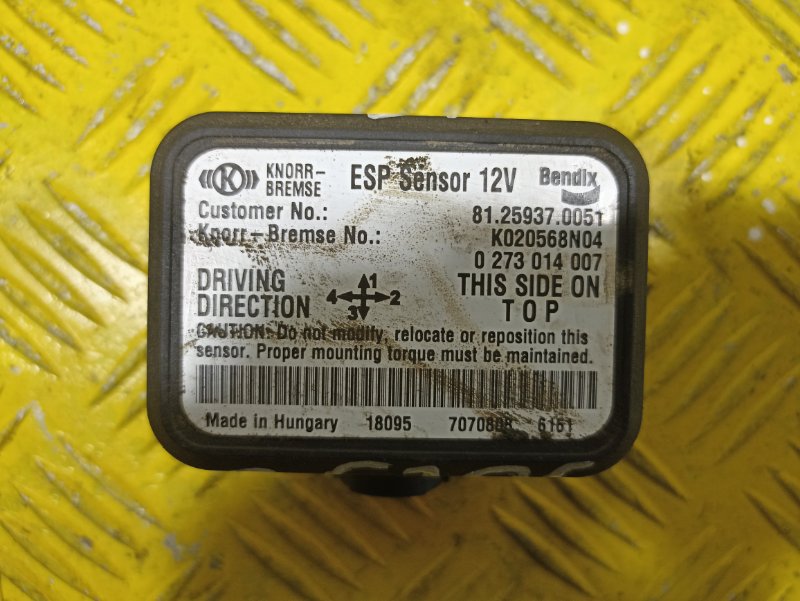 KNORR-BREMSE ESP Sensor 12V Bendix
Customer No.: 81.25937.0051
Knorr-Bremse No.: K020568N04
0 273 014 007
DRIVING DIRECTION 1 2 3 4 THIS SIDE ON TOP
CAUTION: Do not modify, relocate or reposition this
sensor. Proper mounting torque must be maintained.
Made in Hungary 18095 6151